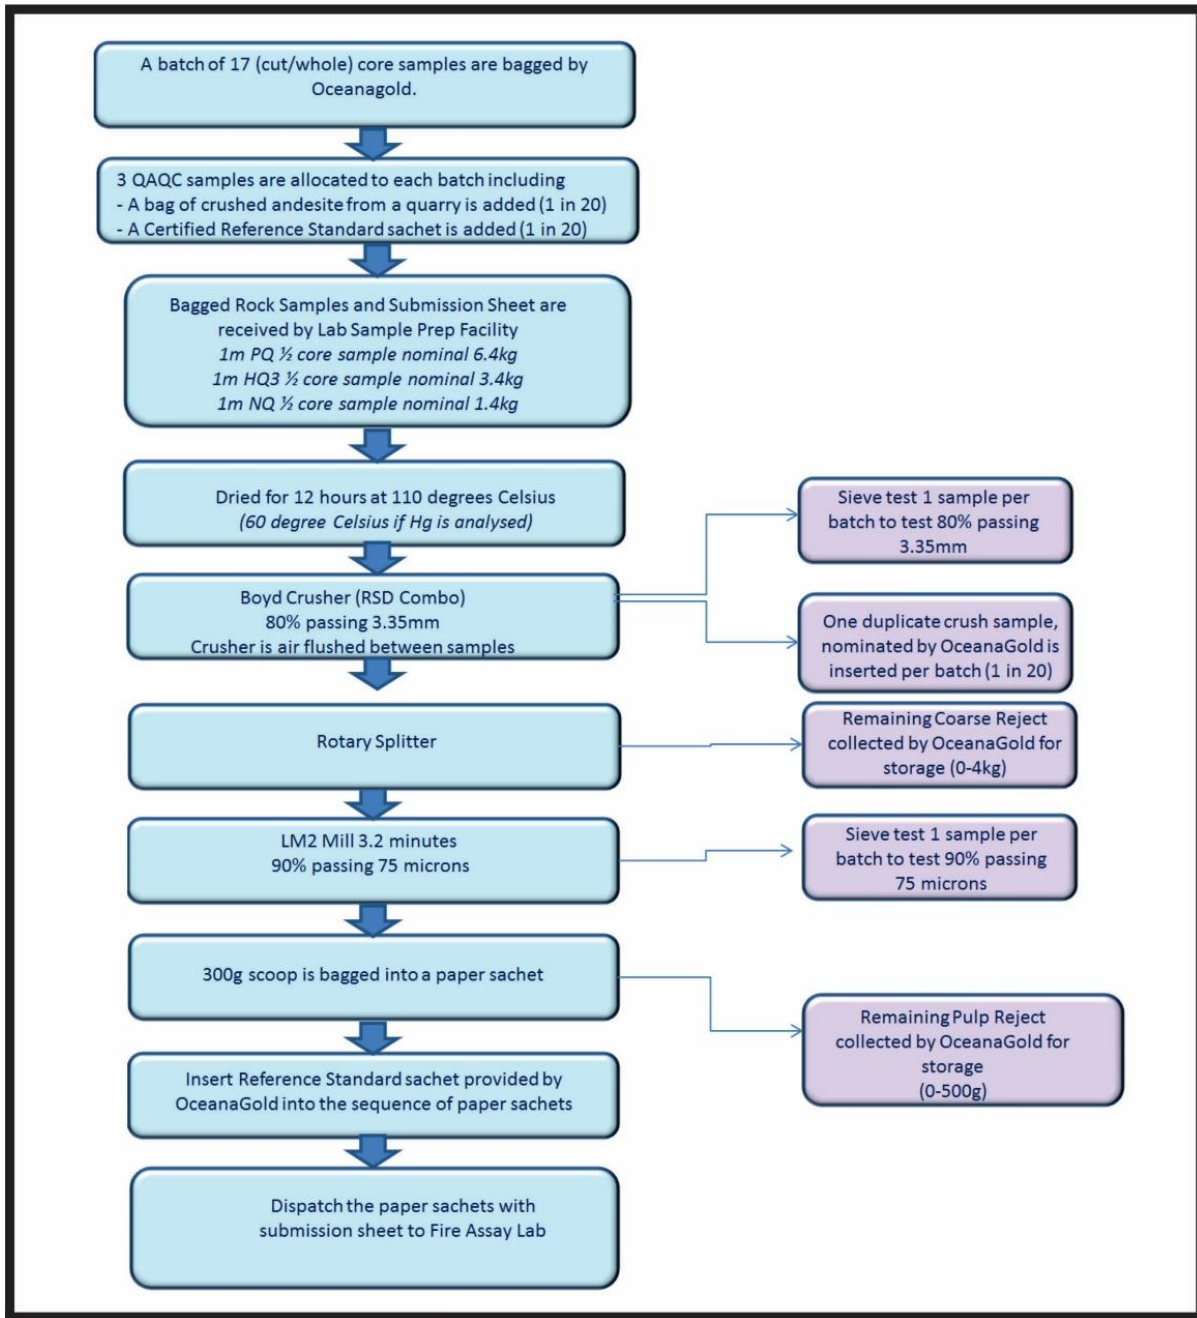 A batch of 17 (cut/whole) core samples are bagged by
Oceanagold.
3 QAQC samples are allocated to each batch including
- A bag of crushed andesite from a quarry is added (1 in 20)
- A Certified Reference Standard sachet is added (1 in 20)
Bagged Rock Samples and Submission Sheet are
received by Lab Sample Prep Facility
1m PQ ½ core sample nominal 6.4kg
1m HQ3 ½ core sample nominal 3.4kg
1m NQ ½ core sample nominal 1.4kg
Dried for 12 hours at 110 degrees Celsius
(60 degree Celsius if Hg is analysed)
Sieve test 1 sample per
batch to test 80% passing
3.35mm
Boyd Crusher (RSD Combo)
80% passing 3.35mm
Crusher is air flushed between samples
One duplicate crush sample,
nominated by OceanaGold is
inserted per batch (1 in 20)
Rotary Splitter
Remaining Coarse Reject
collected by OceanaGold for
storage (0-4kg)
LM2 Mill 3.2 minutes
90% passing 75 microns
Sieve test 1 sample per
batch to test 90% passing
75 microns
300g scoop is bagged into a paper sachet
Remaining Pulp Reject
collected by OceanaGold for
storage
(0-500g)
Insert Reference Standard sachet provided by
OceanaGold into the sequence of paper sachets
Dispatch the paper sachets with
submission sheet to Fire Assay Lab